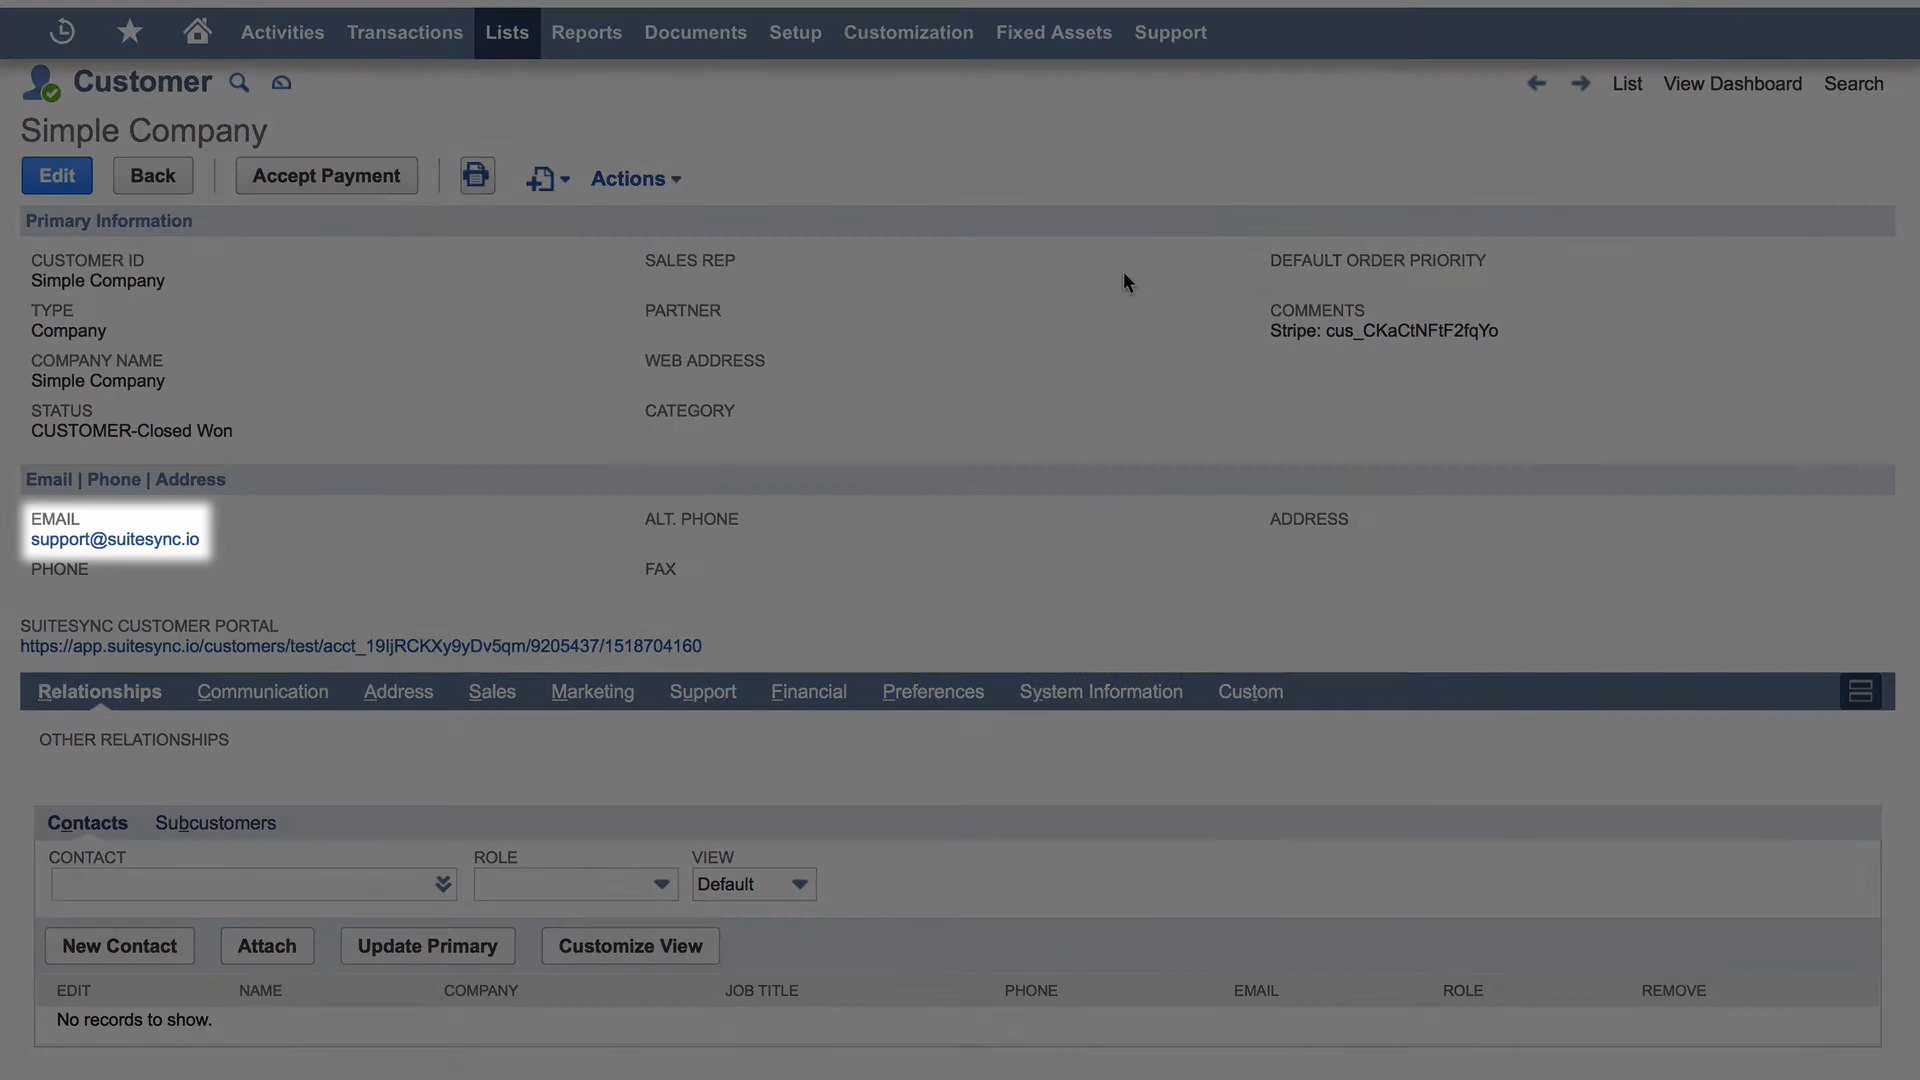 Activities Transactions Lists Reports Documents Setup Customization Fixed Assets Support
Customer
List View Dashboard Search
Simple Company
Edit Back Accept Payment Actions
Primary Information
CUSTOMER ID
Simple Company
TYPE
Company
COMPANY NAME
Simple Company
STATUS
CUSTOMER-Closed Won
SALES REP
PARTNER
WEB ADDRESS
CATEGORY
DEFAULT ORDER PRIORITY
COMMENTS
Stripe: cus_CKaCtNFtF2fqYo
Email | Phone | Address
EMAIL
support@suitesync.io
PHONE
ALT. PHONE
FAX
ADDRESS
SUITESYNC CUSTOMER PORTAL
https://app.suitesync.io/customers/test/acct_19IjRCKXy9yDv5qm/9205437/1518704160
Relationships Communication Address Sales Marketing Support Financial Preferences System Information Custom
OTHER RELATIONSHIPS
Contacts Subcustomers
CONTACT ROLE VIEW
Default
New Contact Attach Update Primary Customize View
EDIT NAME COMPANY JOB TITLE PHONE EMAIL ROLE REMOVE
No records to show.